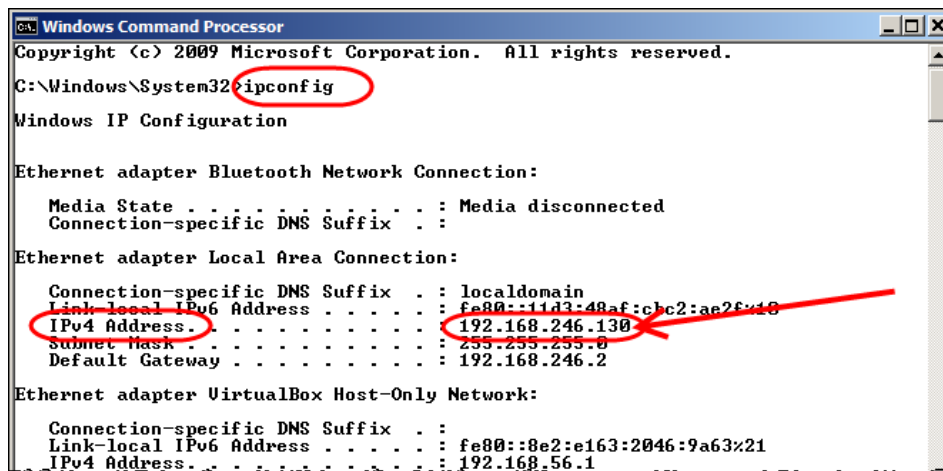 Windows Command Processor
Copyright (c) 2009 Microsoft Corporation.  All rights reserved.
C:\Windows\System32>ipconfig
Windows IP Configuration
Ethernet adapter Bluetooth Network Connection:
Media State . . . . . . . . . . . : Media disconnected
Connection-specific DNS Suffix  . :
Ethernet adapter Local Area Connection:
Connection-specific DNS Suffix  . : localdomain
Link-local IPv6 Address . . . . . : fe80::11d3:48af:cbc2:ae2f%18
IPv4 Address. . . . . . . . . . . : 192.168.246.130
Subnet Mask . . . . . . . . . . . : 255.255.255.0
Default Gateway . . . . . . . . . : 192.168.246.2
Ethernet adapter VirtualBox Host-Only Network:
Connection-specific DNS Suffix  . :
Link-local IPv6 Address . . . . . : fe80::8e2:e163:2046:9a63%21
IPv4 Address. . . . . . . . . . . : 192.168.56.1